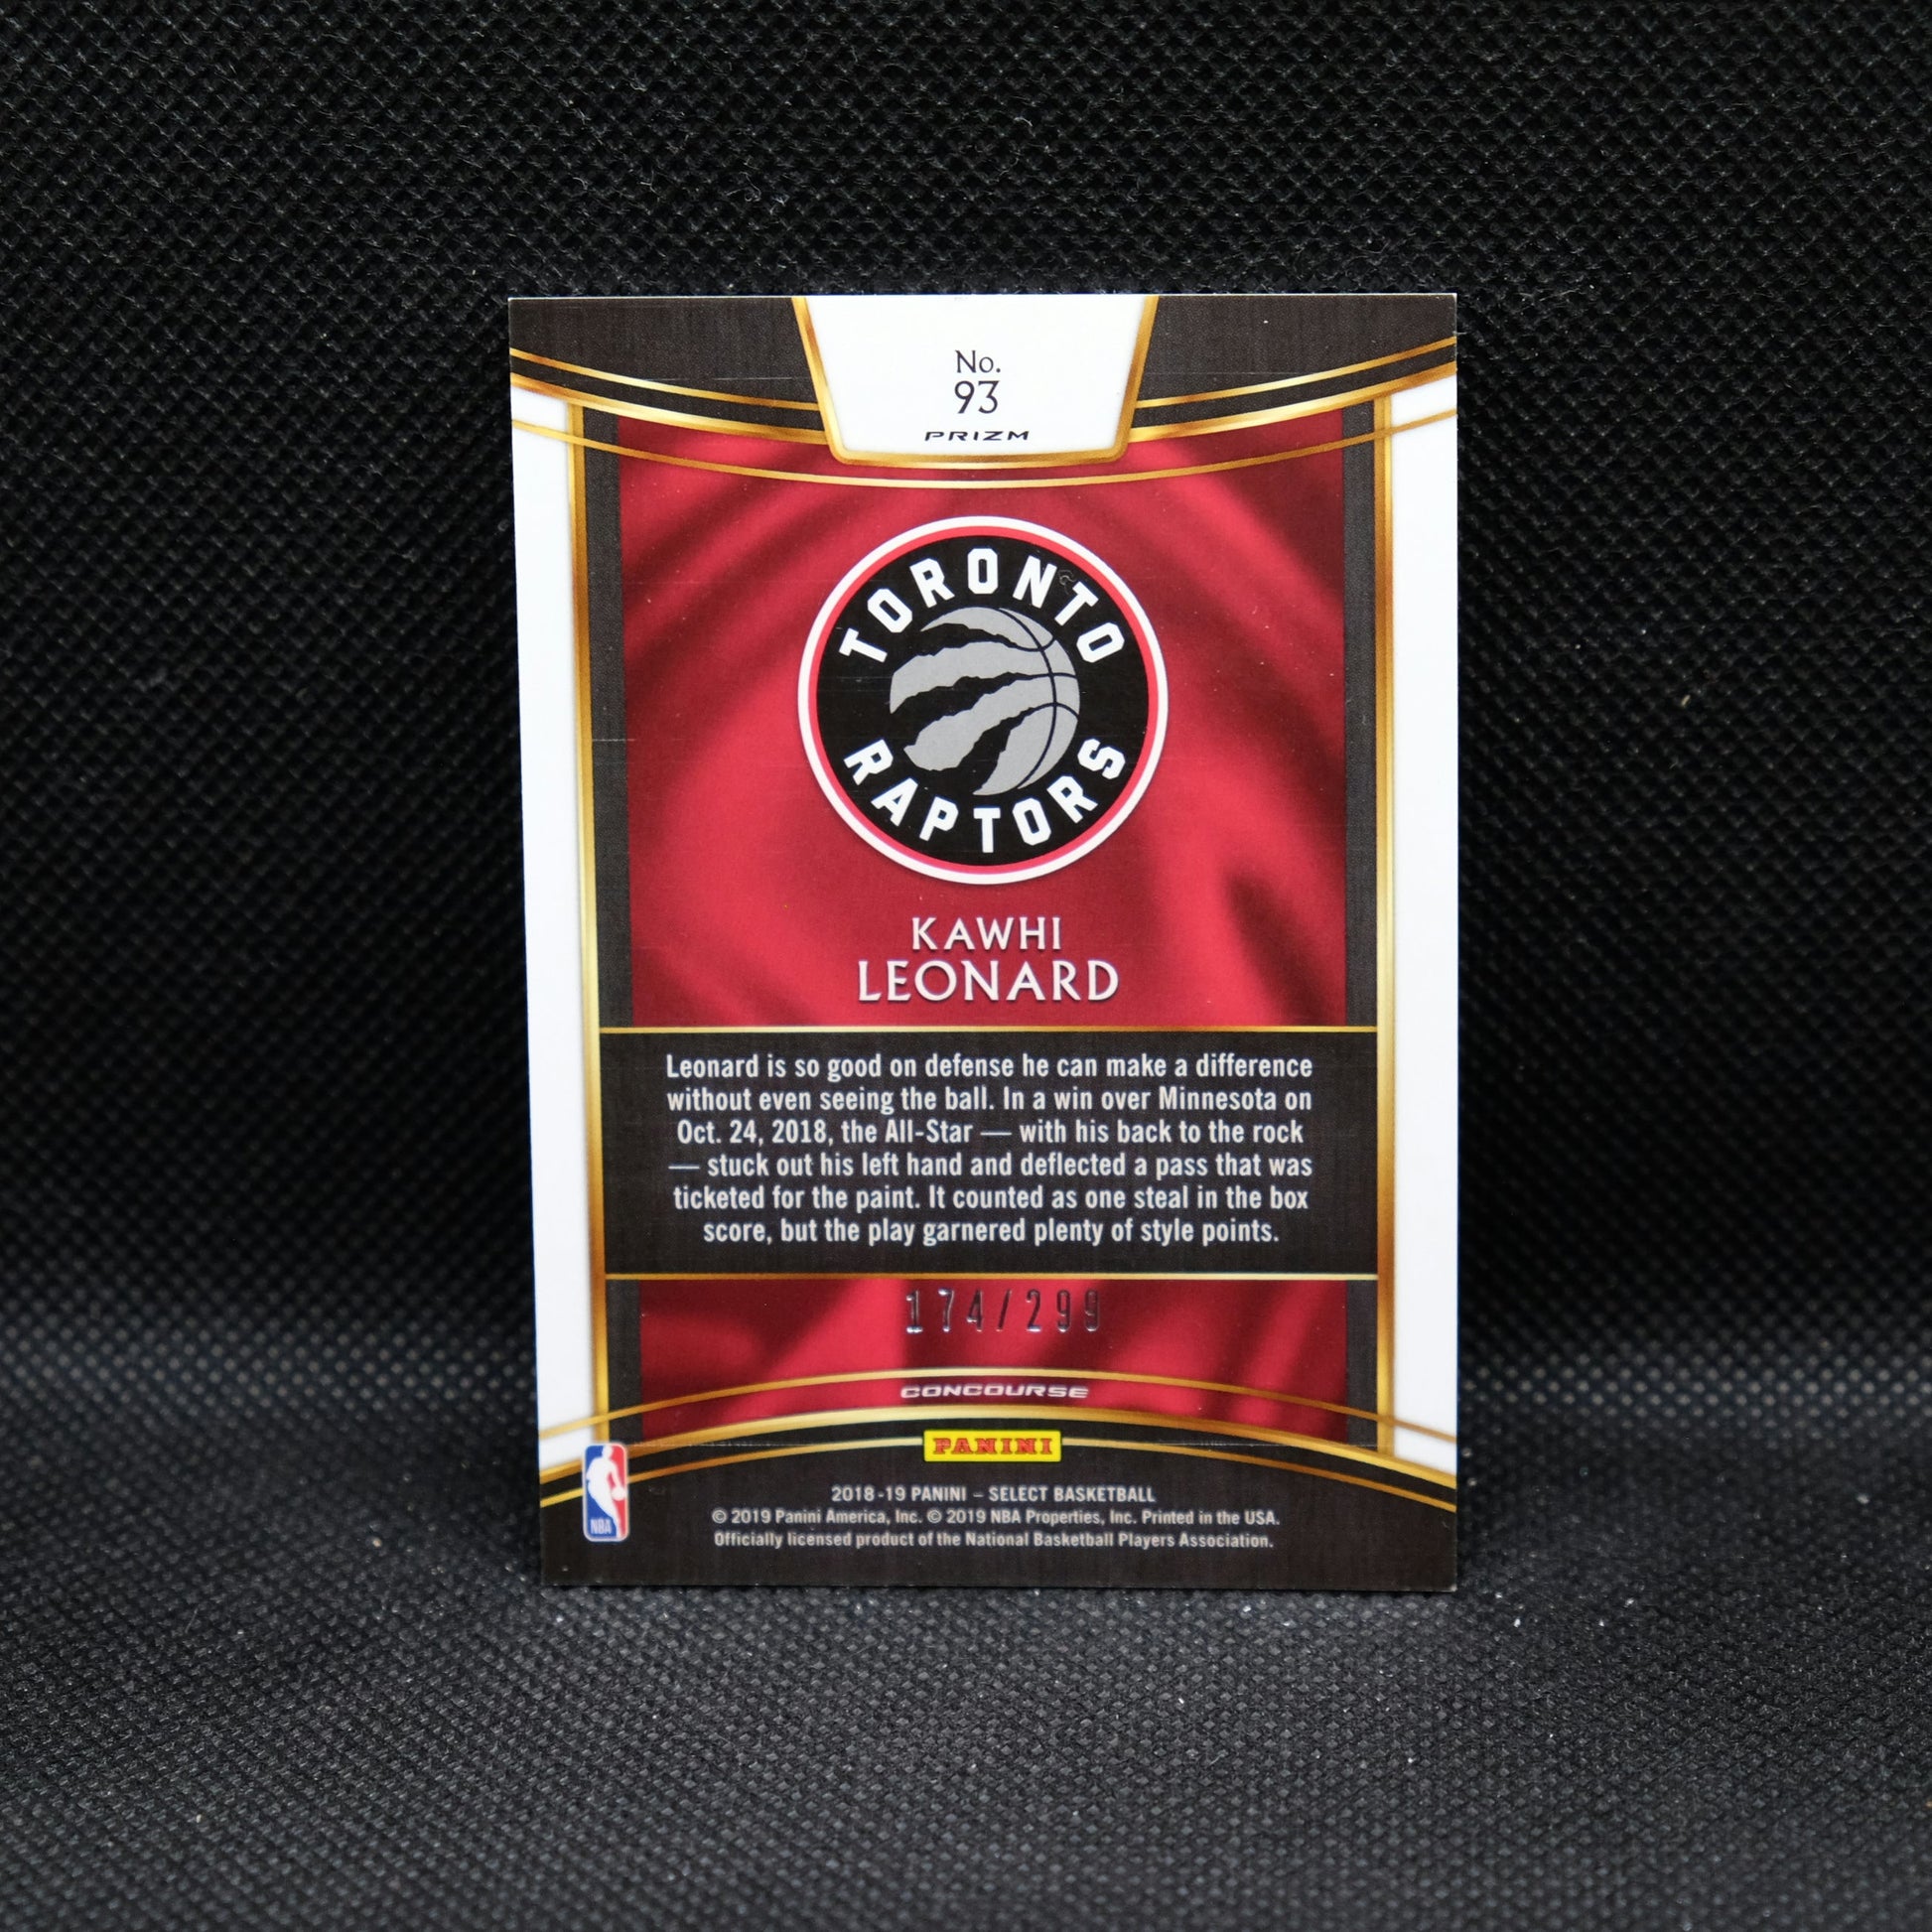 No.
93
PRIZM
TORONTO
RAPTORS
KAWHI
LEONARD
Leonard is so good on defense he can make a difference
without even seeing the ball. In a win over Minnesota on
Oct. 24, 2018, the All-Star — with his back to the rock
— stuck out his left hand and deflected a pass that was
ticketed for the paint. It counted as one steal in the box
score, but the play garnered plenty of style points.
174/299
CONCOURSE
PANINI
NBA
2018-19 PANINI – SELECT BASKETBALL
© 2019 Panini America, Inc. © 2019 NBA Properties, Inc. Printed in the USA.
Officially licensed product of the National Basketball Players Association.